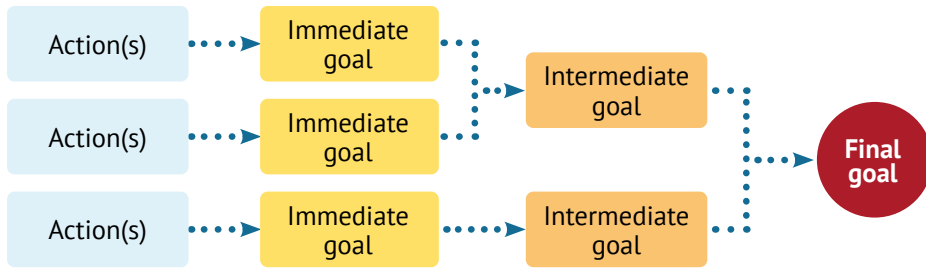 Action(s)
Immediate
goal
Action(s)
Immediate
goal
Intermediate
goal
Final
goal
Action(s)
Immediate
goal
Intermediate
goal